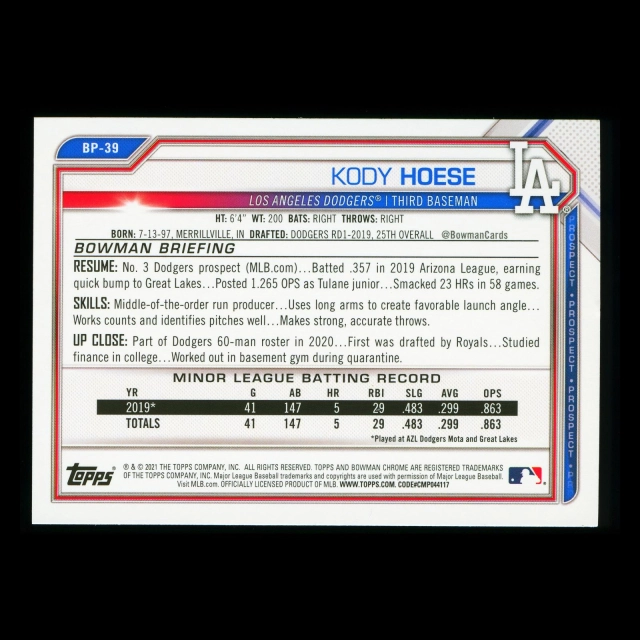 BP-39
KODY HOESE
LA
LOS ANGELES DODGERS® | THIRD BASEMAN
HT: 6'4" WT: 200 BATS: RIGHT THROWS: RIGHT
BORN: 7-13-97, MERRILLVILLE, IN DRAFTED: DODGERS RD1-2019, 25TH OVERALL @BowmanCards
BOWMAN BRIEFING
RESUME: No. 3 Dodgers prospect (MLB.com)...Batted .357 in 2019 Arizona League, earning
quick bump to Great Lakes...Posted 1.265 OPS as Tulane junior...Smacked 23 HRs in 58 games.
SKILLS: Middle-of-the-order run producer...Uses long arms to create favorable launch angle...
Works counts and identifies pitches well...Makes strong, accurate throws.
UP CLOSE: Part of Dodgers 60-man roster in 2020...First was drafted by Royals...Studied
finance in college...Worked out in basement gym during quarantine.
MINOR LEAGUE BATTING RECORD
YR G AB HR RBI SLG AVG OPS
2019* 41 147 5 29 .483 .299 .863
TOTALS 41 147 5 29 .483 .299 .863
*Played at AZL Dodgers Mota and Great Lakes
TOPPS
® & © 2021 THE TOPPS COMPANY, INC. ALL RIGHTS RESERVED. TOPPS AND BOWMAN CHROME ARE REGISTERED TRADEMARKS
OF THE TOPPS COMPANY, INC. Major League Baseball trademarks and copyrights are used with permission of Major League Baseball.
Visit MLB.com. OFFICIALLY LICENSED PRODUCT OF MLB. WWW.TOPPS.COM. CODE#CMP044117
PROSPECT • PROSPECT • PROSPECT • PR